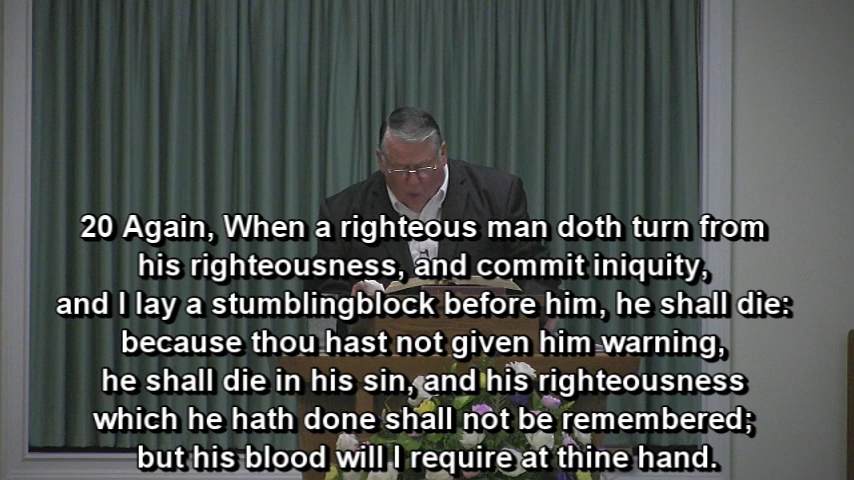 20 Again, When a righteous man doth turn from
his righteousness, and commit iniquity,
and I lay a stumblingblock before him, he shall die:
because thou hast not given him warning,
he shall die in his sin, and his righteousness
which he hath done shall not be remembered;
but his blood will I require at thine hand.